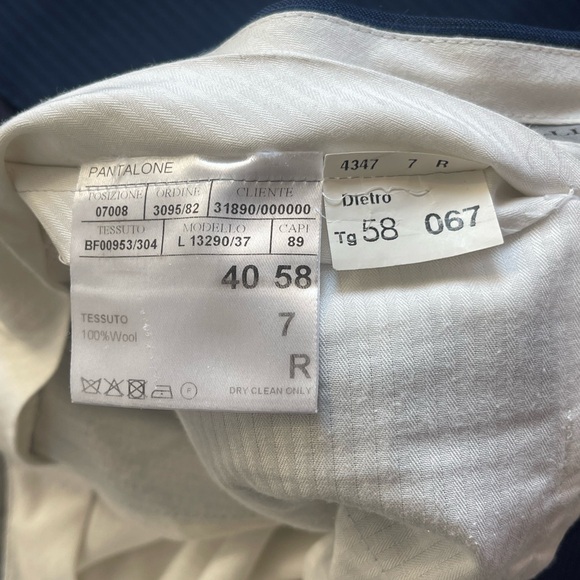 PANTALONE
POSIZIONE ORDINE CLIENTE
07008 3095/82 31890/000000
TESSUTO MODELLO CAPI
BF00953/304 L 13290/37 89
40 58
TESSUTO
100%Wool
7
R
DRY CLEAN ONLY
4347 7 R
Dietro
Tg 58 067